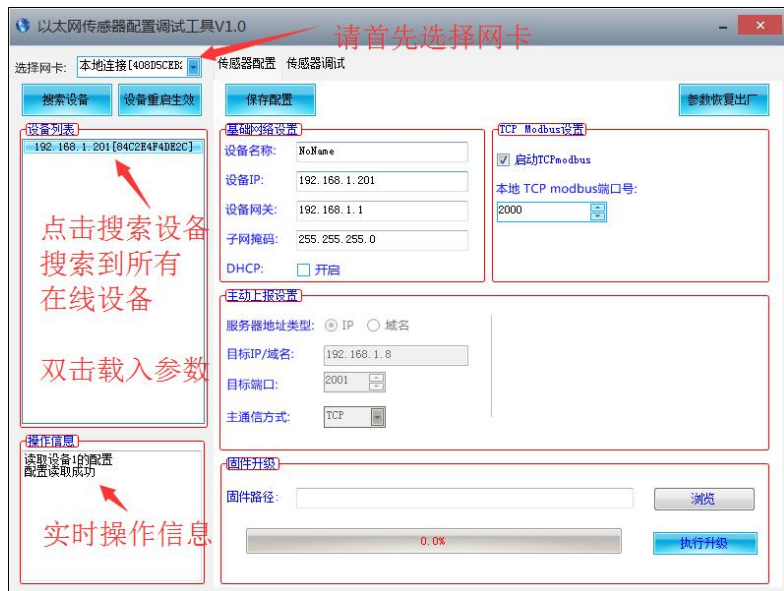 以太网传感器配置调试工具V1.0
请首先选择网卡
选择网卡: 本地连接[408D5CEB:
传感器配置 传感器调试
搜索设备 设备重启生效 保存配置 参数恢复出厂
设备列表
192.168.1.201[84C2E4F4DE2C]
点击搜索设备
搜索到所有
在线设备
双击载入参数
基础网络设置
设备名称: NoName
设备IP: 192.168.1.201
设备网关: 192.168.1.1
子网掩码: 255.255.255.0
DHCP: 开启
TCP Modbus设置
启动TCPmodbus
本地 TCP modbus端口号:
2000
主动上报设置
服务器地址类型: IP 域名
目标IP/域名: 192.168.1.8
目标端口: 2001
主通信方式: TCP
操作信息
读取设备1的配置
配置读取成功
实时操作信息
固件升级
固件路径: 浏览
0.0% 执行升级